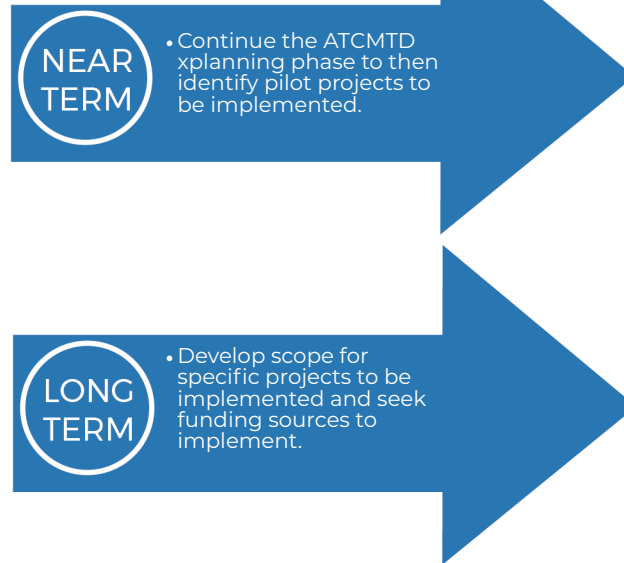 NEAR
TERM
• Continue the ATCMTD
xplanning phase to then
identify pilot projects to
be implemented.
LONG
TERM
• Develop scope for
specific projects to be
implemented and seek
funding sources to
implement.